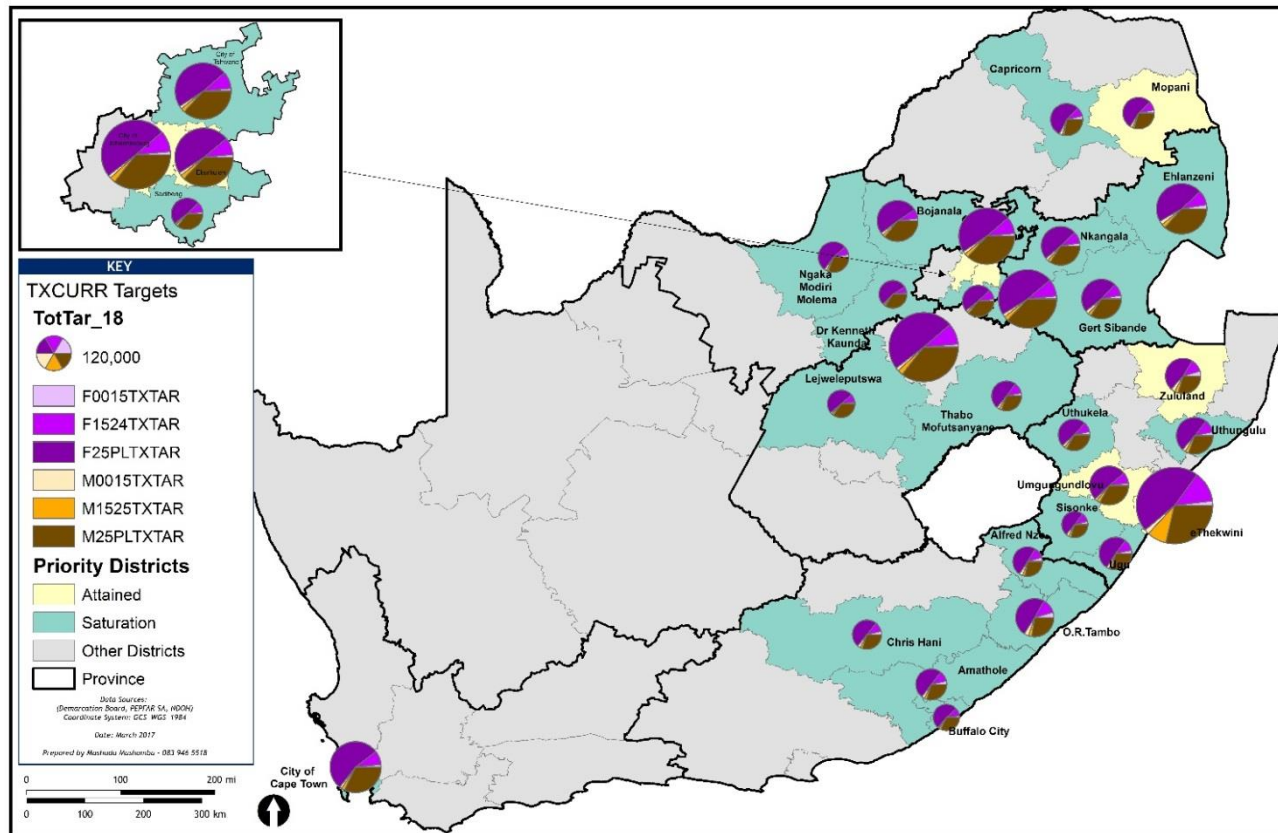 City of
Tshwane
City of
Johannesburg
Ekurhuleni
Sedibeng
KEY
TXCURR Targets
TotTar_18
120,000
F0015TXTAR
F1524TXTAR
F25PLTXTAR
M0015TXTAR
M1525TXTAR
M25PLTXTAR
Priority Districts
Attained
Saturation
Other Districts
Province
Data Sources:
(Demarcation Board, PEPFAR SA, NDOH)
Coordinate System: GCS WGS 1984
Date: March 2017
Prepared by Mashudu Mashamba - 083 946 5518
0 100 200 mi
0 100 200 300 km
Capricorn
Mopani
Ehlanzeni
Bojanala
Nkangala
Ngaka
Modiri
Molema
Gert Sibande
Dr Kenneth
Kaunda
Lejweleputswa
Thabo
Mofutsanyane
Zululand
Uthukela
Uthungulu
Umgungundlovu
Sisonke
eThekwini
Alfred Nzo
Ugu
O.R.Tambo
Chris Hani
Amathole
Buffalo City
City of
Cape Town